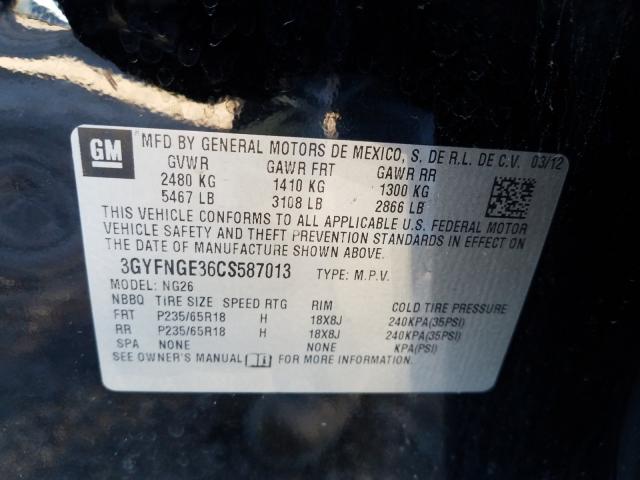 GM MFD BY GENERAL MOTORS DE MEXICO, S. DE R.L. DE C.V. 03/12
GVWR GAWR FRT GAWR RR
2480 KG 1410 KG 1300 KG
5467 LB 3108 LB 2866 LB
THIS VEHICLE CONFORMS TO ALL APPLICABLE U.S. FEDERAL MOTOR
VEHICLE SAFETY AND THEFT PREVENTION STANDARDS IN EFFECT ON
THE DATE OF MANUFACTURE SHOWN ABOVE.
3GYFNGE36CS587013 TYPE: M.P.V.
MODEL: NG26
NBBQ TIRE SIZE SPEED RTG RIM COLD TIRE PRESSURE
FRT P235/65R18 H 18X8J 240KPA(35PSI)
RR P235/65R18 H 18X8J 240KPA(35PSI)
SPA NONE NONE KPA(PSI)
SEE OWNER'S MANUAL FOR MORE INFORMATION.